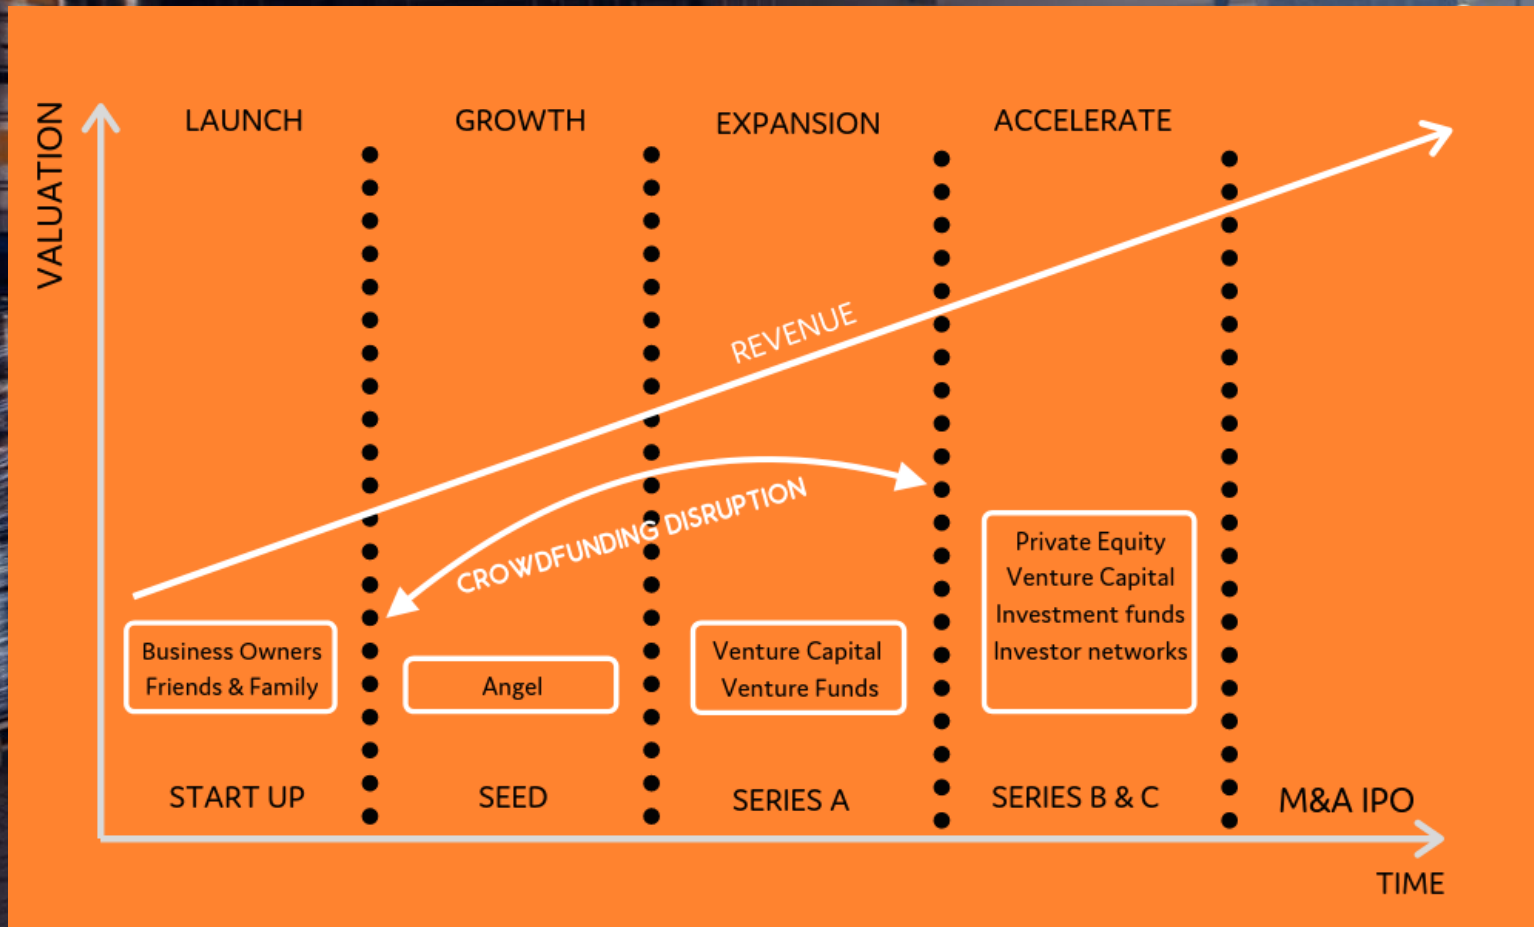 VALUATION
LAUNCH
GROWTH
EXPANSION
ACCELERATE
REVENUE
CROWDFUNDING DISRUPTION
Business Owners
Friends & Family
Angel
Venture Capital
Venture Funds
Private Equity
Venture Capital
Investment funds
Investor networks
START UP
SEED
SERIES A
SERIES B & C
M&A IPO
TIME